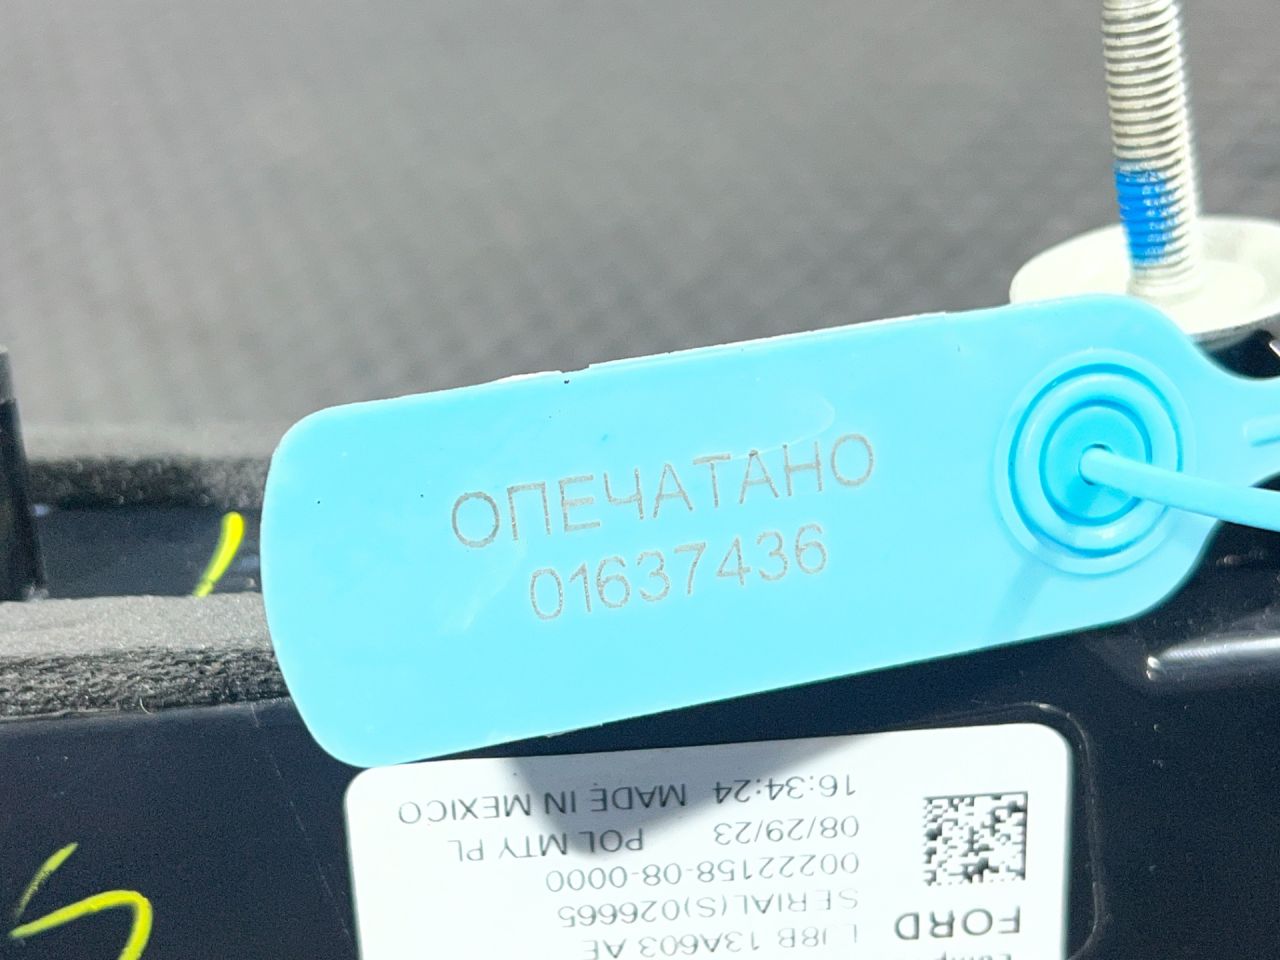 ОПЕЧАТАНО
01637436
FORD
LJ8B 13A603 AE
SERIAL(S)026665
00222158-08-0000
08/29/23 POL MTY PL
16:34:24 MADE IN MEXICO